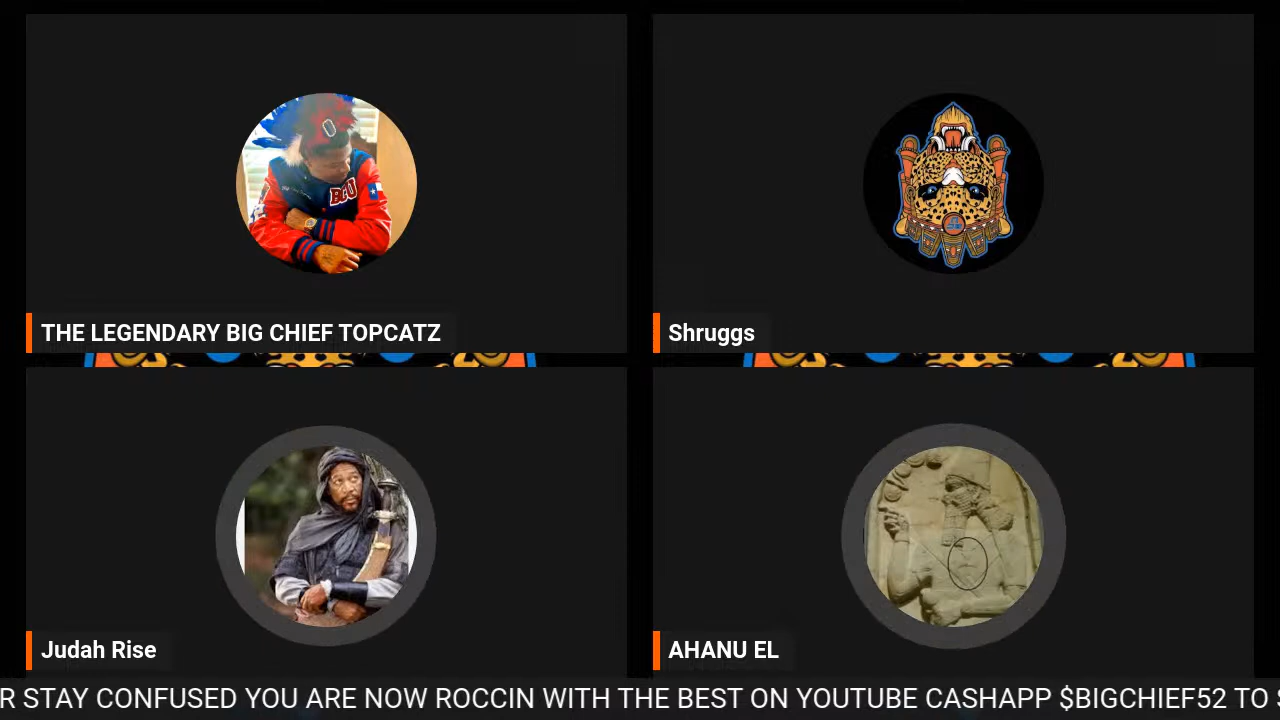 BCU
THE LEGENDARY BIG CHIEF TOPCATZ
Shruggs
Judah Rise
AHANU EL
R STAY CONFUSED YOU ARE NOW ROCCIN WITH THE BEST ON YOUTUBE CASHAPP $BIGCHIEF52 TO